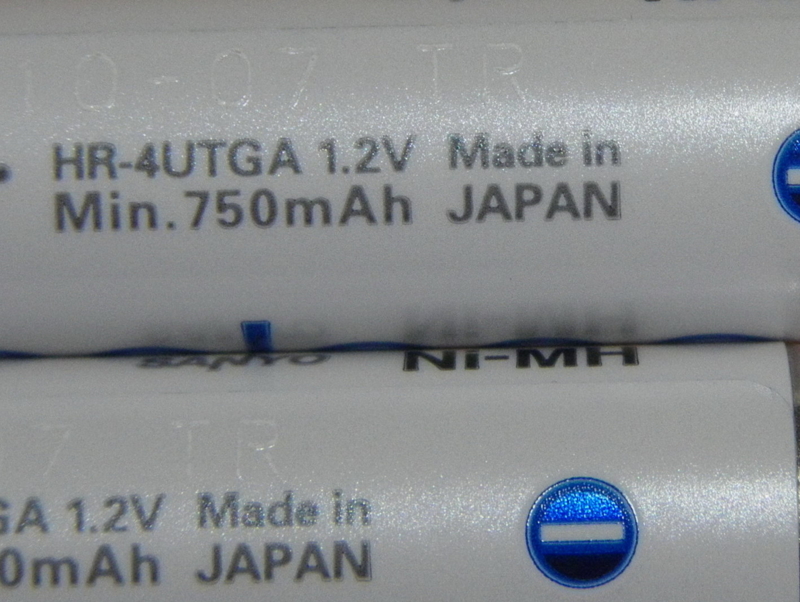 10-07 TR
HR-4UTGA 1.2V Made in
Min. 750mAh JAPAN
SANYO Ni-MH
07 TR
GA 1.2V Made in
0mAh JAPAN